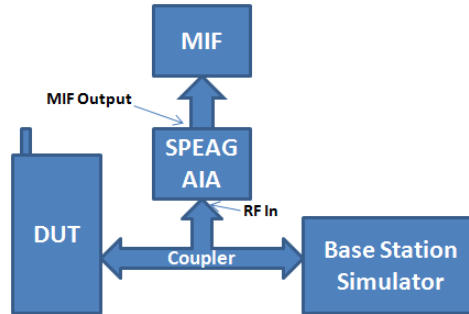 MIF
MIF Output
SPEAG
AIA
RF In
DUT
Coupler
Base Station
Simulator